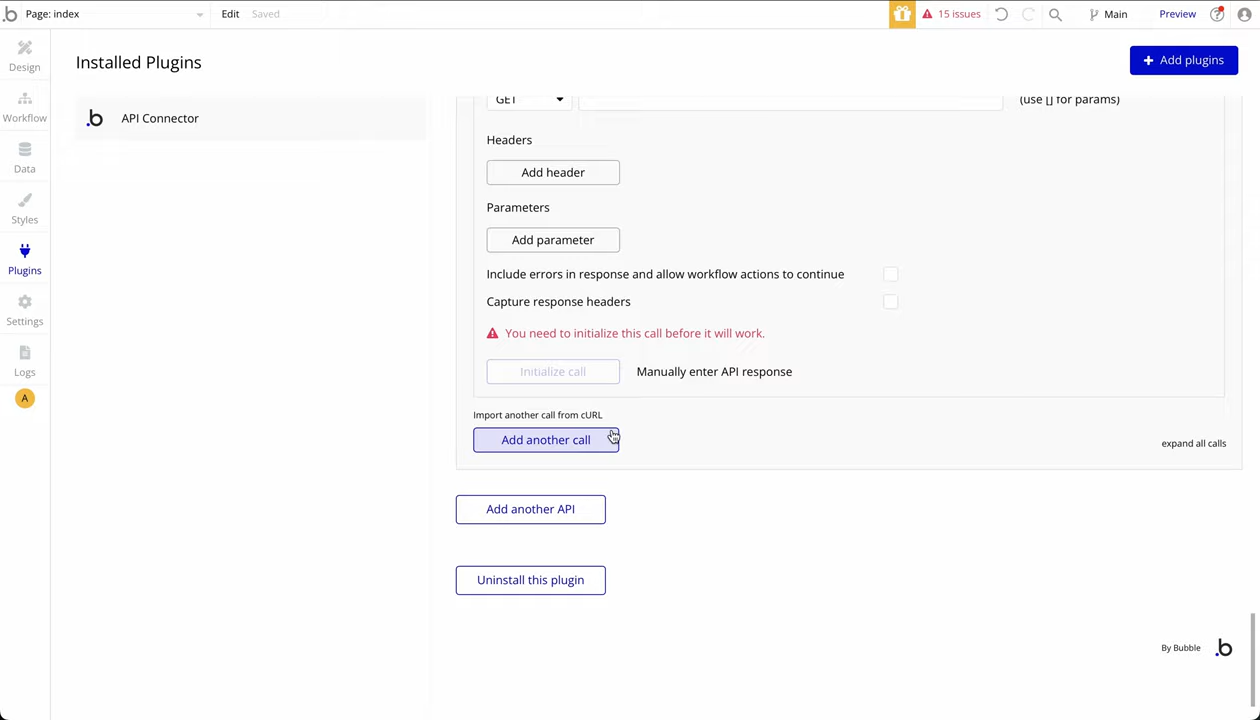 Page: index
Edit
Saved
15 issues
Main
Preview
Design
Workflow
Data
Styles
Plugins
Settings
Logs
A
Installed Plugins
+ Add plugins
.b API Connector
GET
(use [] for params)
Headers
Add header
Parameters
Add parameter
Include errors in response and allow workflow actions to continue
Capture response headers
You need to initialize this call before it will work.
Initialize call
Manually enter API response
Import another call from cURL
Add another call
expand all calls
Add another API
Uninstall this plugin
By Bubble .b